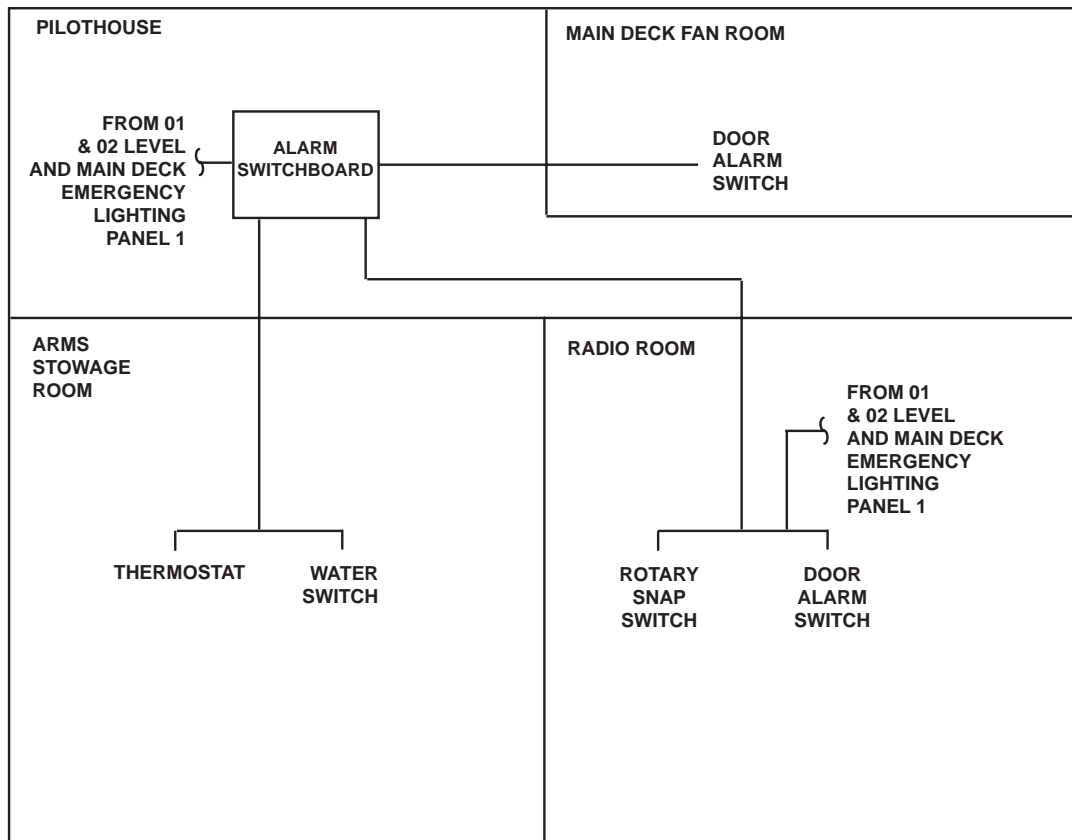 PILOTHOUSE
MAIN DECK FAN ROOM
FROM 01
& 02 LEVEL
AND MAIN DECK
EMERGENCY
LIGHTING
PANEL 1
ALARM
SWITCHBOARD
DOOR
ALARM
SWITCH
ARMS
STOWAGE
ROOM
RADIO ROOM
FROM 01
& 02 LEVEL
AND MAIN DECK
EMERGENCY
LIGHTING
PANEL 1
THERMOSTAT
WATER
SWITCH
ROTARY
SNAP
SWITCH
DOOR
ALARM
SWITCH